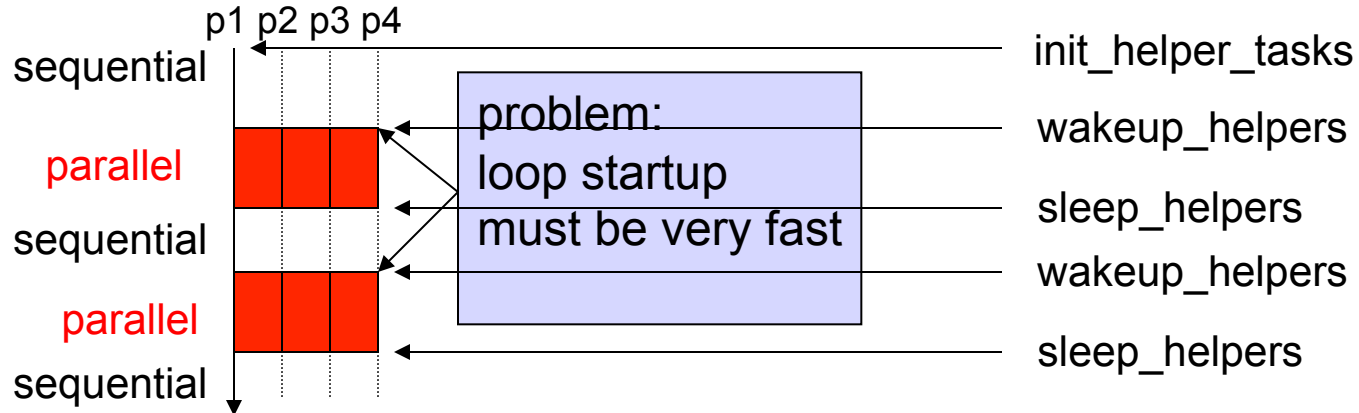 p1 p2 p3 p4
init_helper_tasks
sequential
problem:
wakeup_helpers
parallel
loop startup
sleep_helpers
must be very fast
sequential
wakeup_helpers
parallel
sleep_helpers
sequential